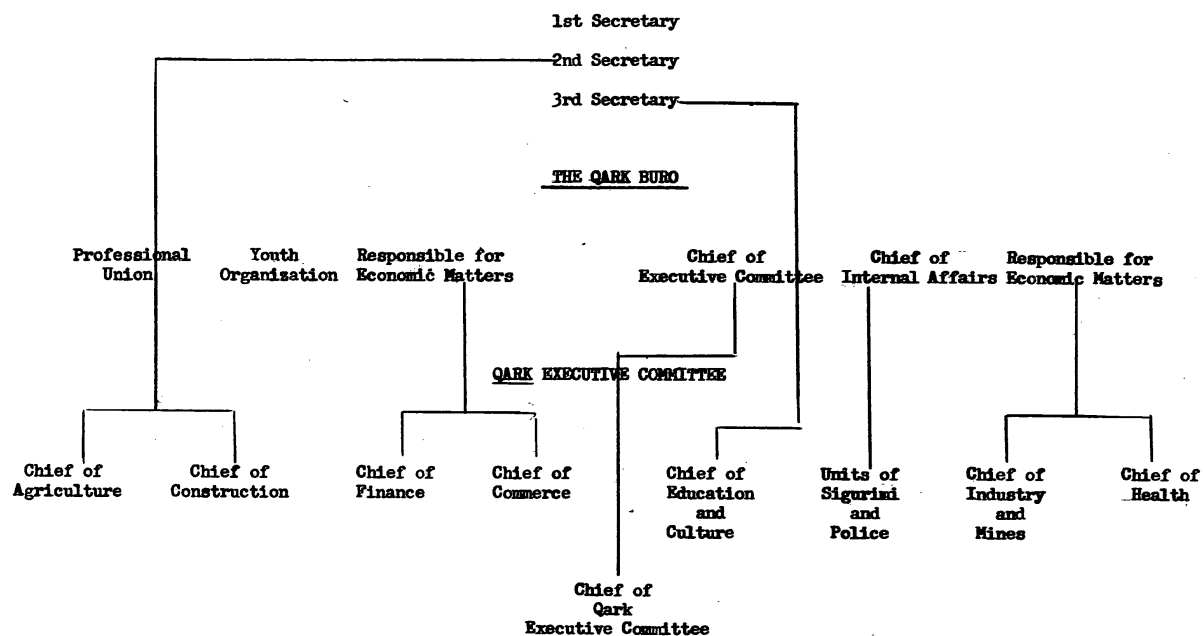 1st Secretary
2nd Secretary
3rd Secretary
THE QARK BURO
Professional
Union
Youth
Organization
Responsible for
Economic Matters
Chief of
Executive Committee
Chief of
Internal Affairs
Responsible for
Economic Matters
QARK EXECUTIVE COMMITTEE
Chief of
Agriculture
Chief of
Construction
Chief of
Finance
Chief of
Commerce
Chief of
Education
and
Culture
Units of
Sigurimi
and
Police
Chief of
Industry
and
Mines
Chief of
Health
Chief of
Qark
Executive Committee